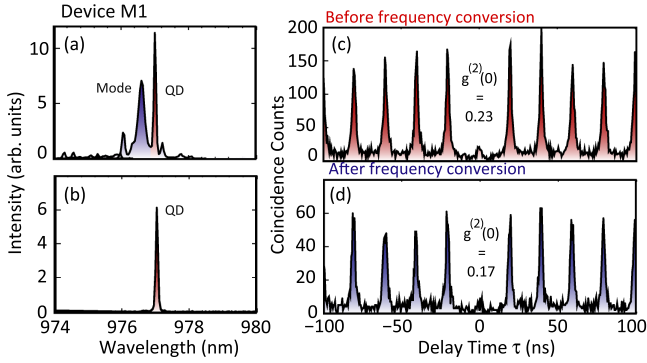 Device M1
Before frequency conversion
(a)
Mode
QD
10
5
0
(b)
QD
6
4
2
0
974
976
978
980
Wavelength (nm)
Intensity (arb. units)
(c)
g(2)(0)
=
0.23
200
150
100
50
0
After frequency conversion
(d)
g(2)(0)
=
0.17
60
40
20
0
−100
−50
0
50
100
Delay Time τ (ns)
Coincidence Counts